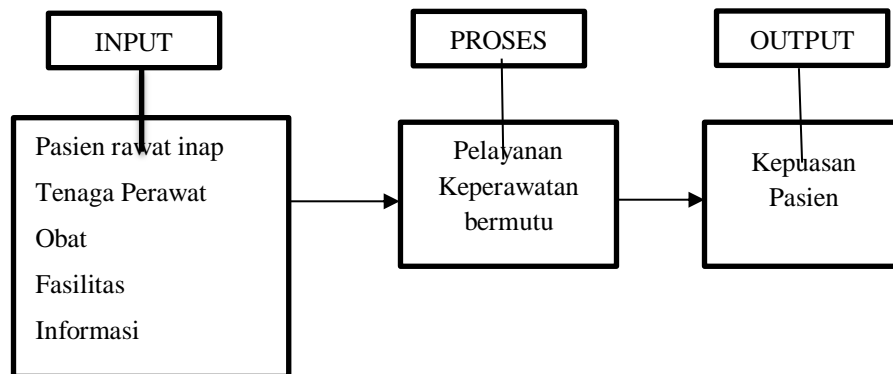 INPUT
PROSES
OUTPUT
Pasien rawat inap
Tenaga Perawat
Obat
Fasilitas
Informasi
Pelayanan
Keperawatan
bermutu
Kepuasan
Pasien